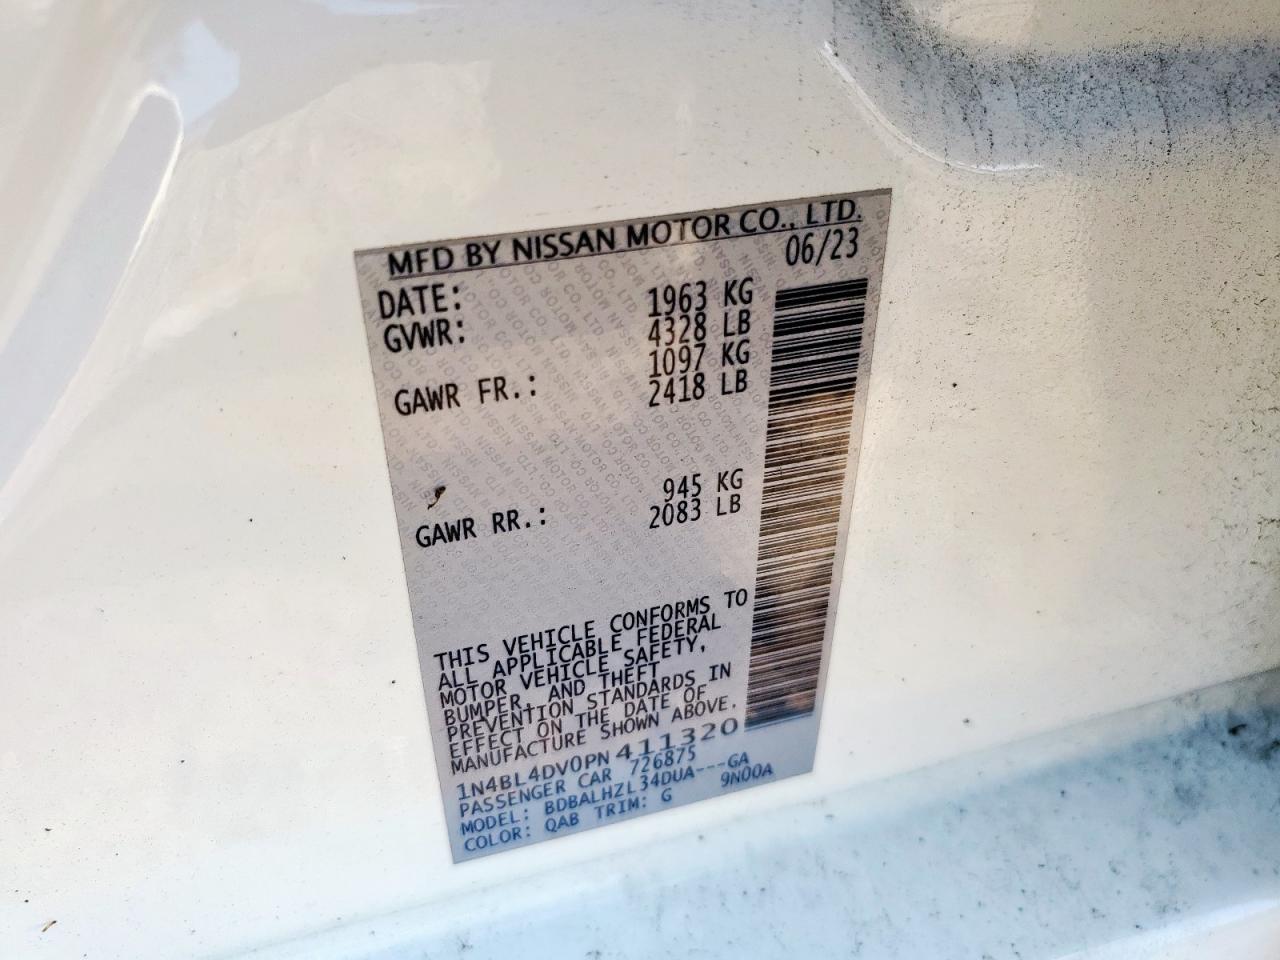 MFD BY NISSAN MOTOR CO., LTD.
DATE: 06/23
GVWR: 1963 KG
4328 LB
GAWR FR.: 1097 KG
2418 LB
GAWR RR.: 945 KG
2083 LB
THIS VEHICLE CONFORMS TO
ALL APPLICABLE FEDERAL
MOTOR VEHICLE SAFETY,
BUMPER, AND THEFT
PREVENTION STANDARDS IN
EFFECT ON THE DATE OF
MANUFACTURE SHOWN ABOVE.
1N4BL4DV0PN411320
PASSENGER CAR 726875
MODEL: BDBALHZL34DUA---GA
COLOR: QAB TRIM: G 9N00A